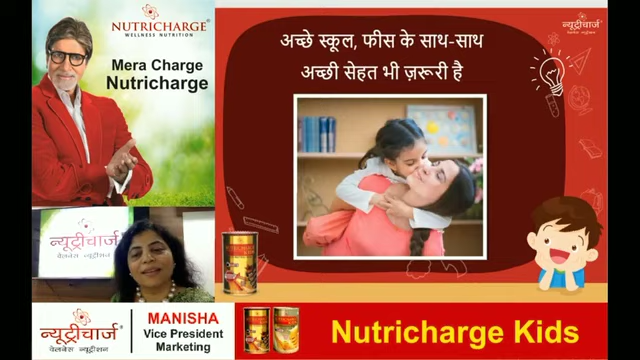 NUTRICHARGE®
WELLNESS NUTRITION
Mera Charge
Nutricharge
अच्छे स्कूल, फीस के साथ-साथ
अच्छी सेहत भी ज़रूरी है
न्यूट्रीचार्ज®
वेलनेस न्यूट्रीशन
न्यूट्रीचार्ज
वेलनेस न्यूट्रीशन
न्यूट्रीचार्ज®
वेलनेस न्यूट्रीशन
MANISHA
Vice President
Marketing
Nutricharge Kids